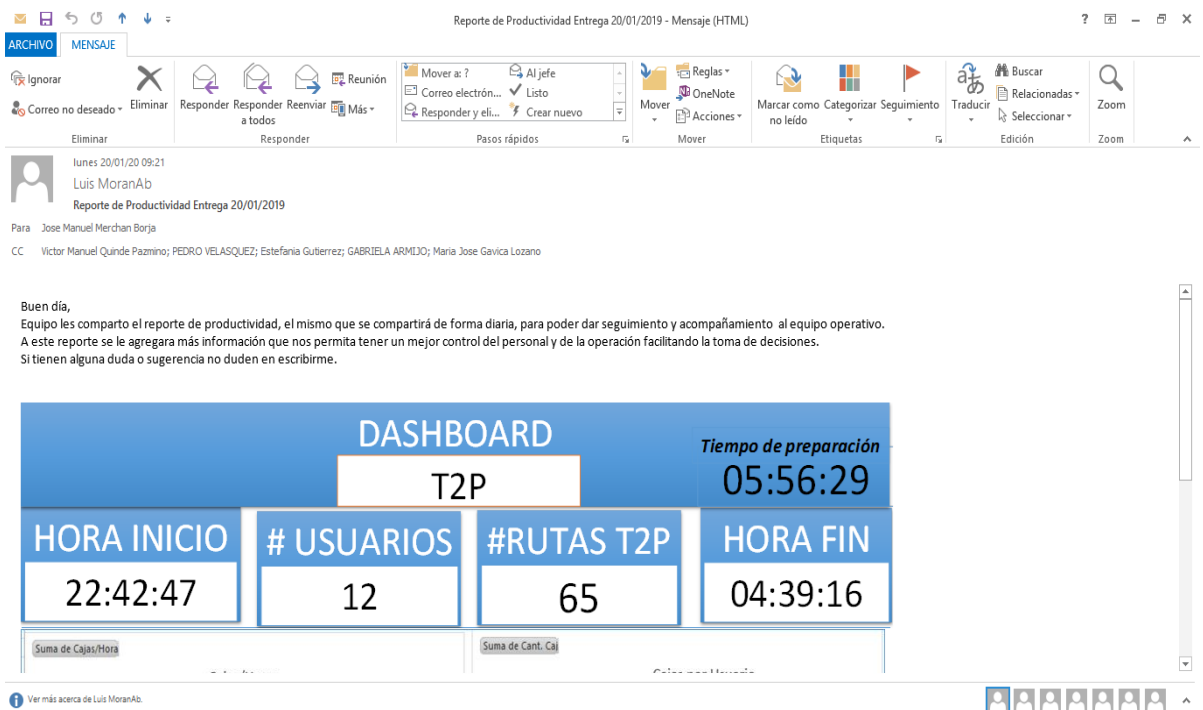 Reporte de Productividad Entrega 20/01/2019 - Mensaje (HTML)
ARCHIVO MENSAJE
Ignorar
Correo no deseado
Eliminar
Eliminar
Responder Responder a todos Reenviar
Reunión
Más
Responder
Mover a: ? Al jefe
Correo electrón... Listo
Responder y eli... Crear nuevo
Pasos rápidos
Mover
Reglas
OneNote
Acciones
Mover
Marcar como no leído Categorizar Seguimiento
Etiquetas
Traducir
Buscar
Relacionadas
Seleccionar
Edición
Zoom
Zoom
lunes 20/01/20 09:21
Luis MoranAb
Reporte de Productividad Entrega 20/01/2019
Para Jose Manuel Merchan Borja
CC Victor Manuel Quinde Pazmino; PEDRO VELASQUEZ; Estefania Gutierrez; GABRIELA ARMIJO; Maria Jose Gavica Lozano
Buen día,
Equipo les comparto el reporte de productividad, el mismo que se compartirá de forma diaria, para poder dar seguimiento y acompañamiento al equipo operativo.
A este reporte se le agregara más información que nos permita tener un mejor control del personal y de la operación facilitando la toma de decisiones.
Si tienen alguna duda o sugerencia no duden en escribirme.
DASHBOARD
T2P
Tiempo de preparación
05:56:29
HORA INICIO # USUARIOS #RUTAS T2P HORA FIN
22:42:47 12 65 04:39:16
Suma de Cajas/Hora Suma de Cant. Caj
Ver más acerca de Luis MoranAb.